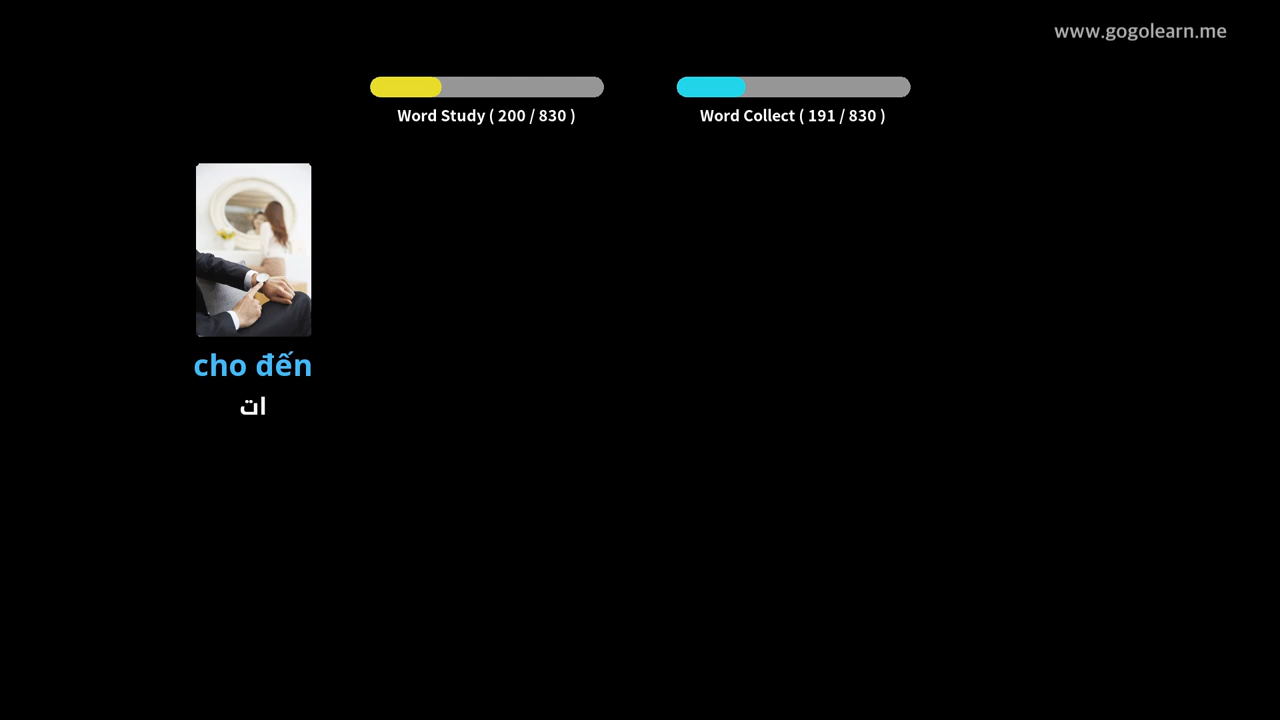 www.gogolearn.me
Word Study ( 200 / 830 )
Word Collect ( 191 / 830 )
cho đến
ات